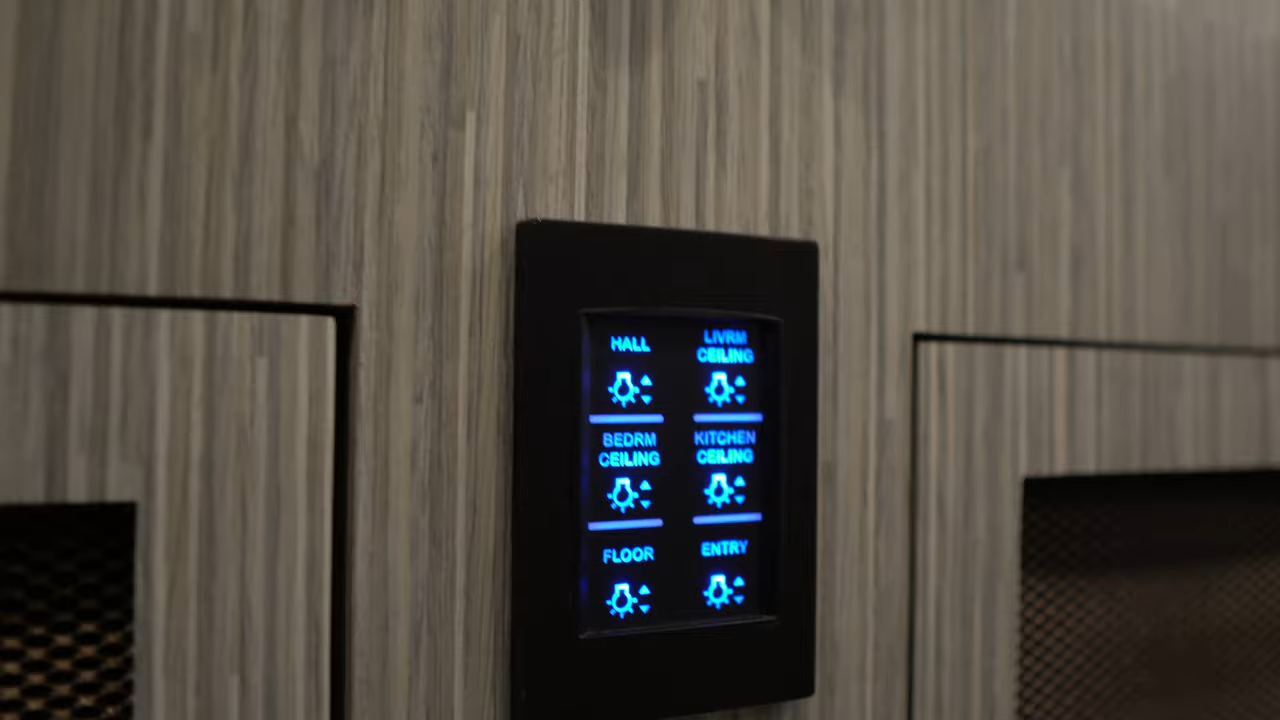 HALL
LIVRM
CEILING
BEDRM
CEILING
KITCHEN
CEILING
FLOOR
ENTRY